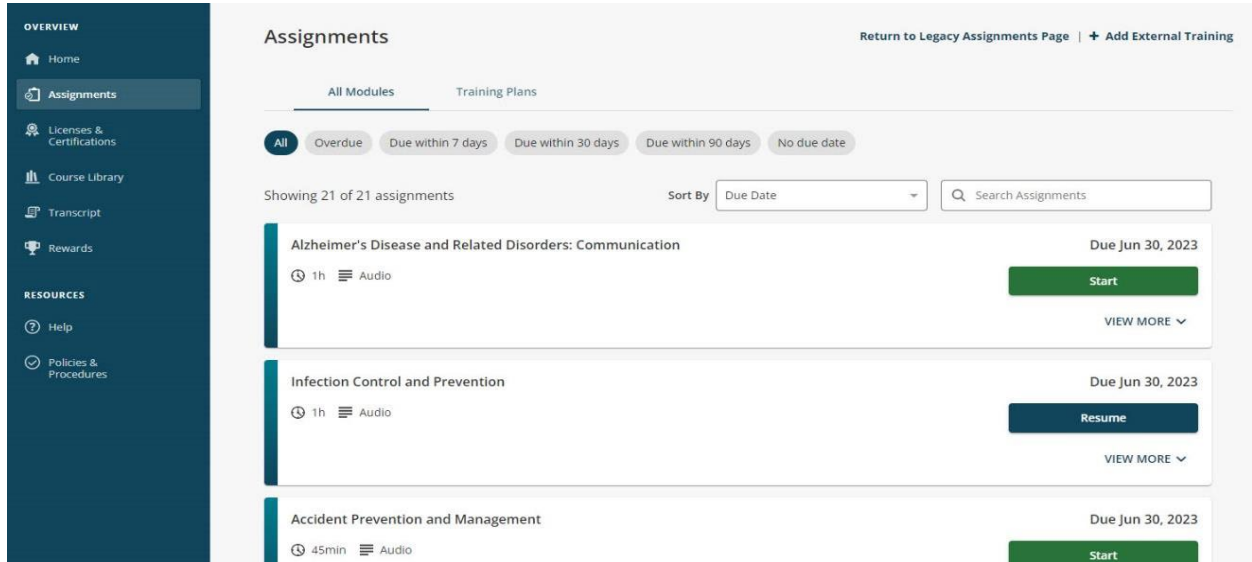 OVERVIEW
Home
Assignments
Licenses &
Certifications
Course Library
Transcript
Rewards
RESOURCES
Help
Policies &
Procedures
Assignments
Return to Legacy Assignments Page | + Add External Training
All Modules Training Plans
All Overdue Due within 7 days Due within 30 days Due within 90 days No due date
Showing 21 of 21 assignments Sort By Due Date Search Assignments
Alzheimer's Disease and Related Disorders: Communication Due Jun 30, 2023
1h Audio Start
VIEW MORE
Infection Control and Prevention Due Jun 30, 2023
1h Audio Resume
VIEW MORE
Accident Prevention and Management Due Jun 30, 2023
45min Audio Start